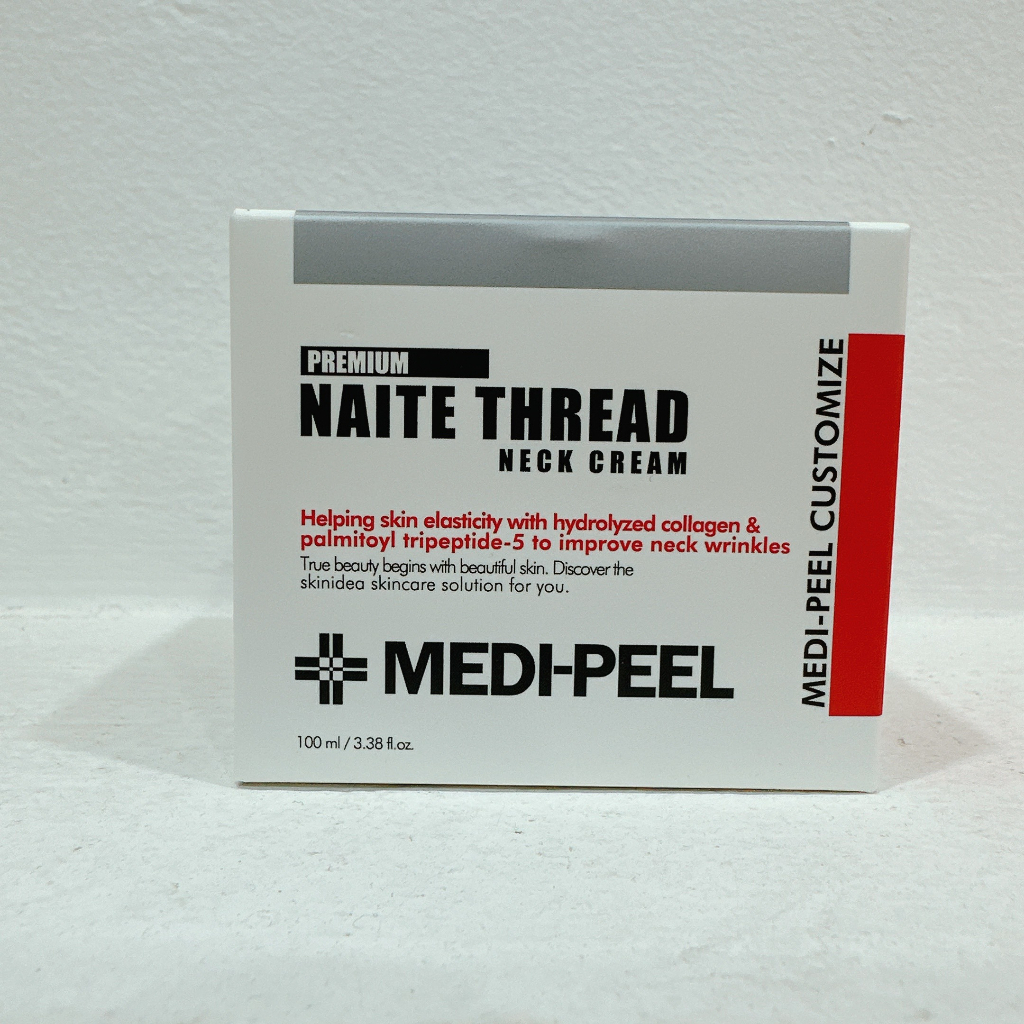 PREMIUM
NAITE THREAD
NECK CREAM
Helping skin elasticity with hydrolyzed collagen &
palmitoyl tripeptide-5 to improve neck wrinkles
True beauty begins with beautiful skin. Discover the
skinidea skincare solution for you.
MEDI-PEEL
100 ml / 3.38 fl.oz.
MEDI-PEEL CUSTOMIZE